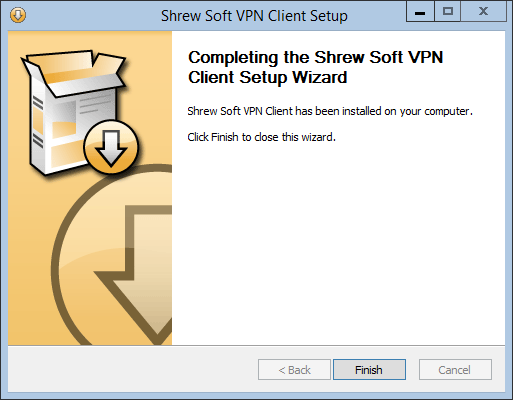 Shrew Soft VPN Client Setup
Completing the Shrew Soft VPN
Client Setup Wizard
Shrew Soft VPN Client has been installed on your computer.
Click Finish to close this wizard.
< Back
Finish
Cancel